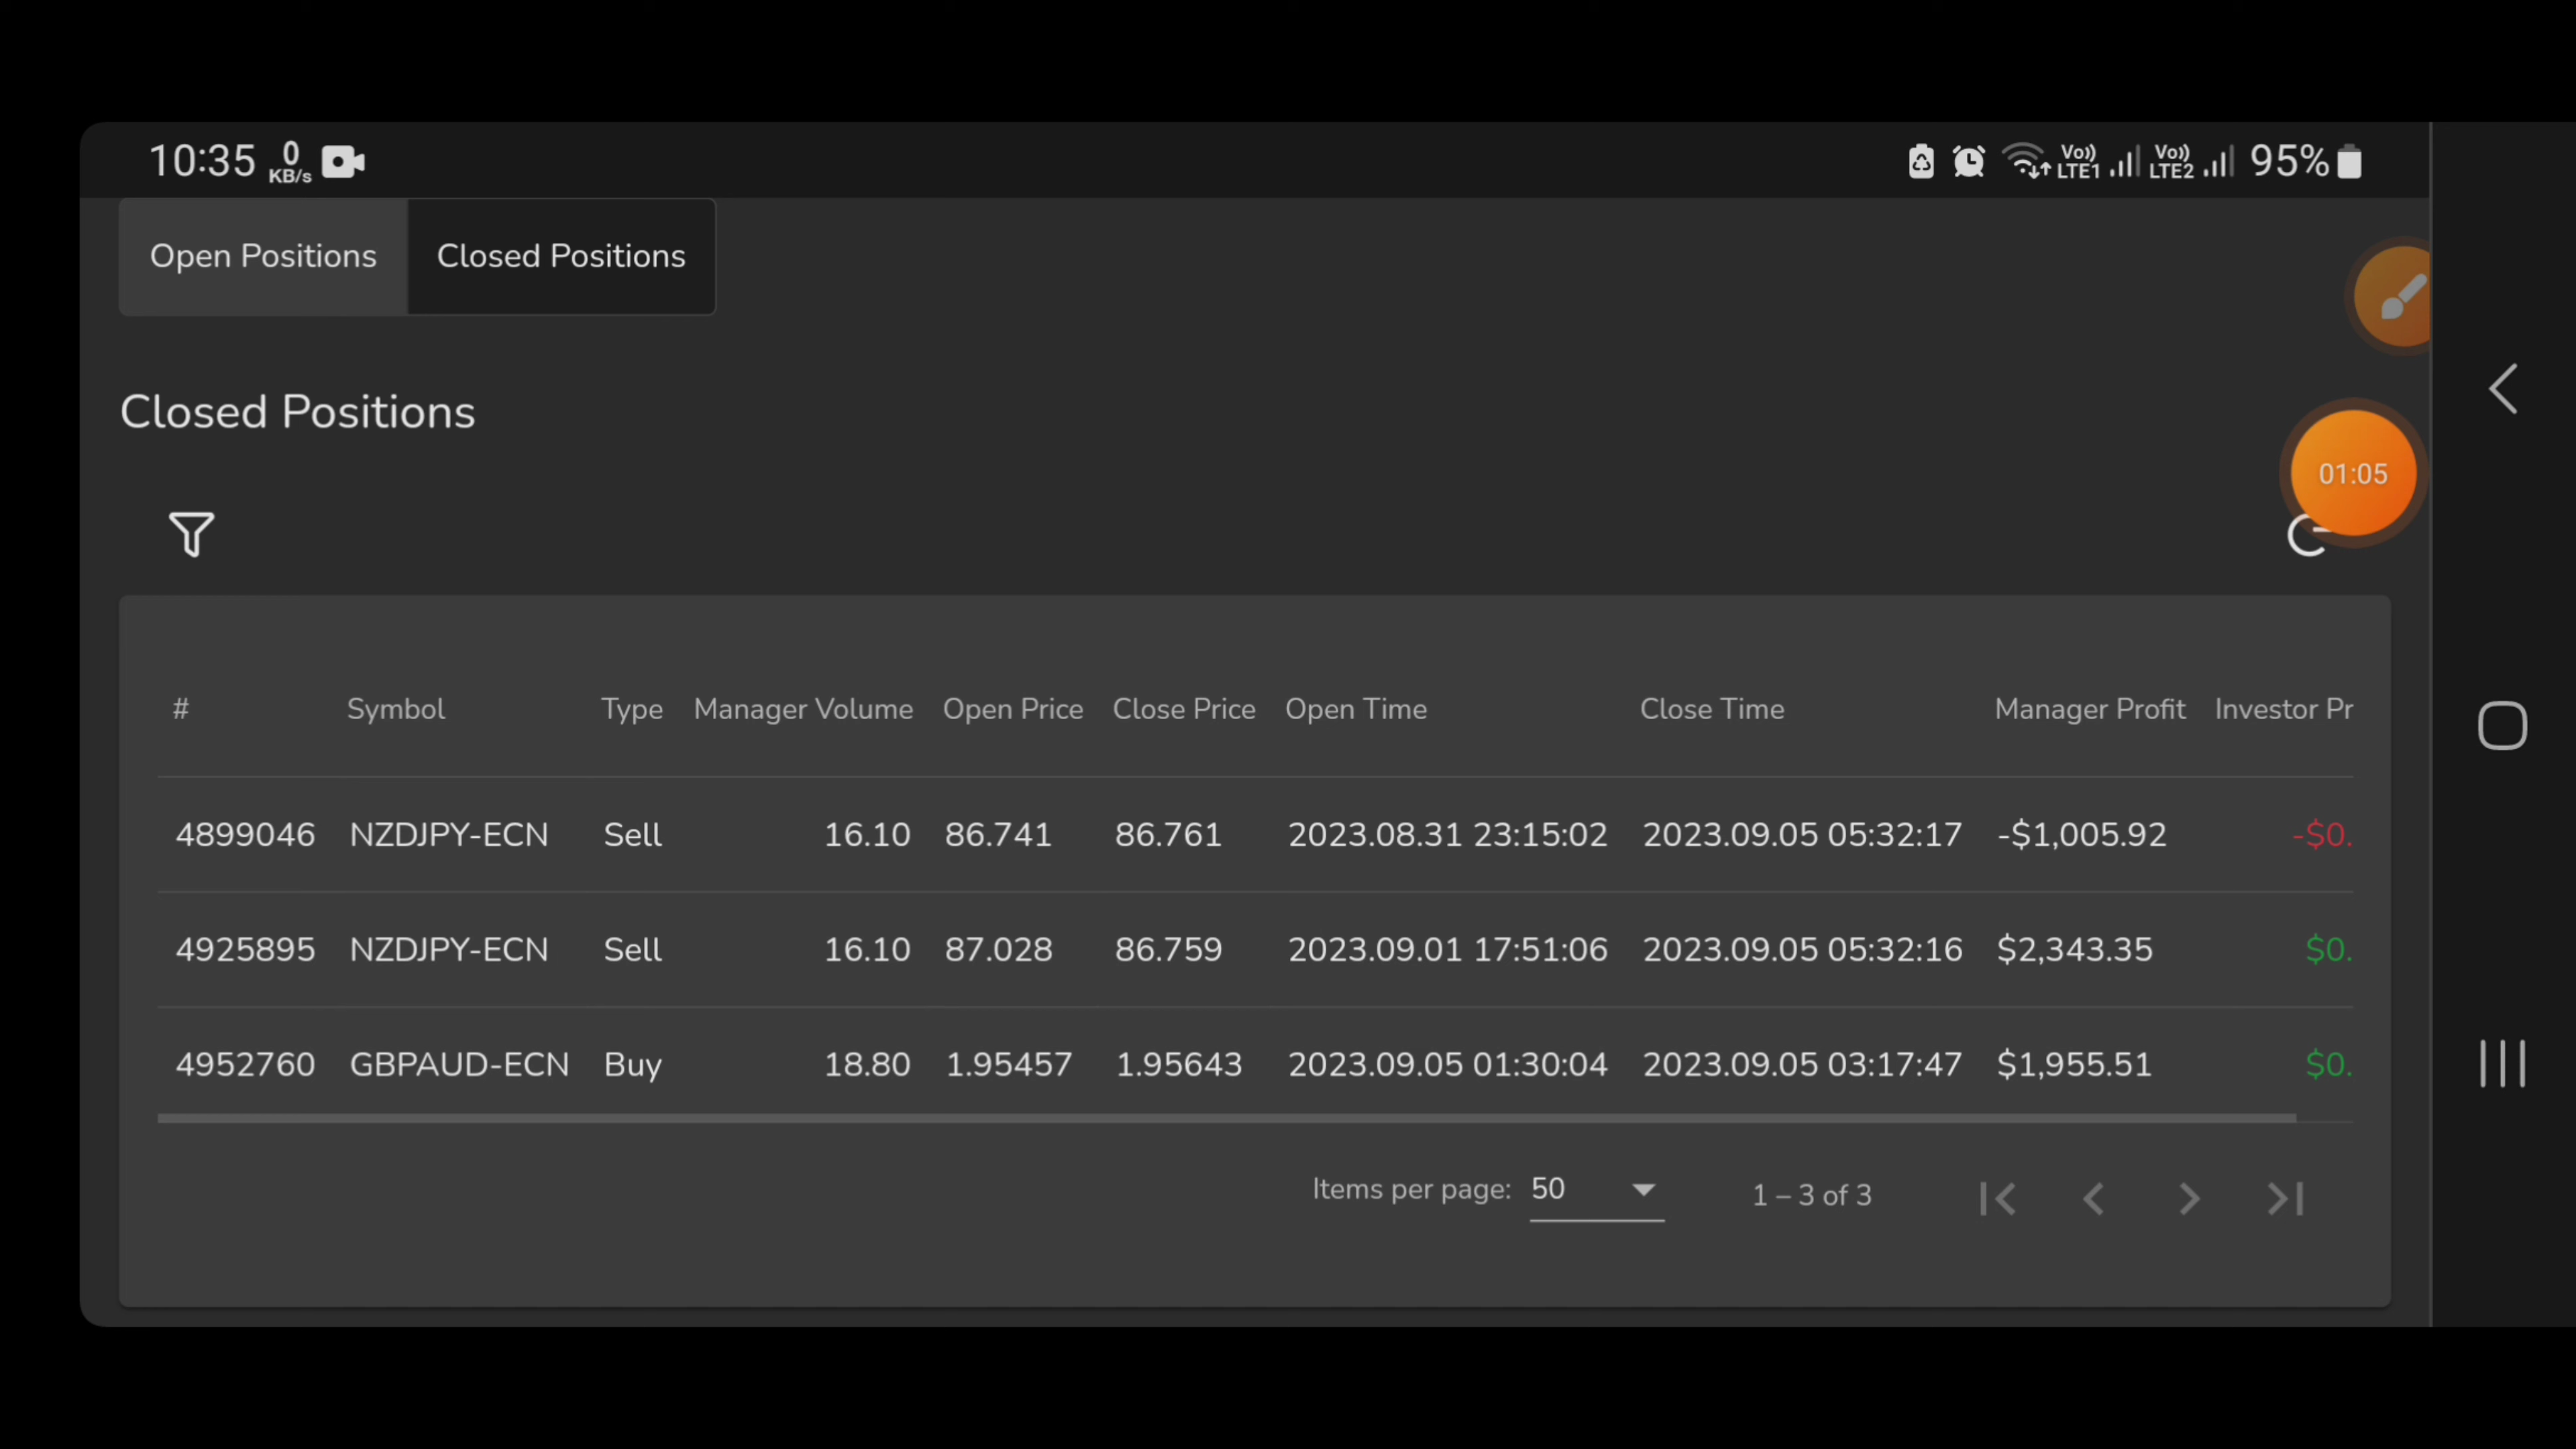 10:35 0 KB/s Vo)) LTE1 Vo)) LTE2 95%
Open Positions Closed Positions
Closed Positions
01:05
# Symbol Type Manager Volume Open Price Close Price Open Time Close Time Manager Profit Investor Pr
4899046 NZDJPY-ECN Sell 16.10 86.741 86.761 2023.08.31 23:15:02 2023.09.05 05:32:17 -$1,005.92 -$0.
4925895 NZDJPY-ECN Sell 16.10 87.028 86.759 2023.09.01 17:51:06 2023.09.05 05:32:16 $2,343.35 $0.
4952760 GBPAUD-ECN Buy 18.80 1.95457 1.95643 2023.09.05 01:30:04 2023.09.05 03:17:47 $1,955.51 $0.
Items per page: 50 1 – 3 of 3